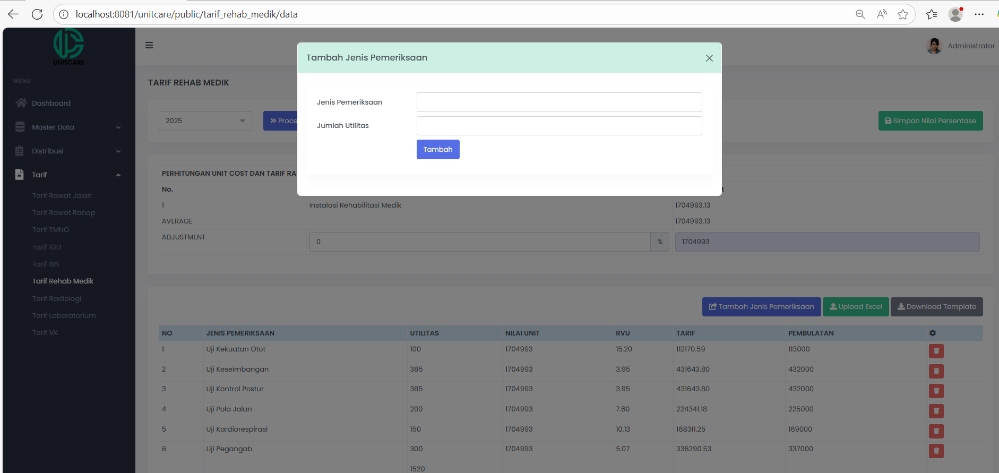 localhost:8081/unitcare/public/tarif_rehab_medik/data
UNITCARE
MENU
Dashboard
Master Data
Distribusi
Tarif
Tarif Rawat Jalan
Tarif Rawat Ranap
Tarif TMNO
Tarif IGD
Tarif IBS
Tarif Rehab Medik
Tarif Radiologi
Tarif Laboratorium
Tarif VK
Administrator
Tambah Jenis Pemeriksaan
Jenis Pemeriksaan
Jumlah Utilitas
Tambah
TARIF REHAB MEDIK
2025
Simpan Nilai Persentase
PERHITUNGAN UNIT COST DAN TARIF
No.
1 Instalasi Rehabilitasi Medik 1704993.13
AVERAGE 1704993.13
ADJUSTMENT 0 % 1704993
Tambah Jenis Pemeriksaan Upload Excel Download Template
NO JENIS PEMERIKSAAN UTILITAS NILAI UNIT RVU TARIF PEMBULATAN
1 Uji Kekuatan Otot 100 1704993 15.20 112170.59 113000
2 Uji Keseimbangan 385 1704993 3.95 431643.80 432000
3 Uji Kontrol Postur 385 1704993 3.95 431643.80 432000
4 Uji Pola Jalan 200 1704993 7.60 224341.18 225000
5 Uji Kardiorespirasi 150 1704993 10.13 168311.25 169000
6 Uji Pegangab 300 1704993 5.07 336290.53 337000
1520